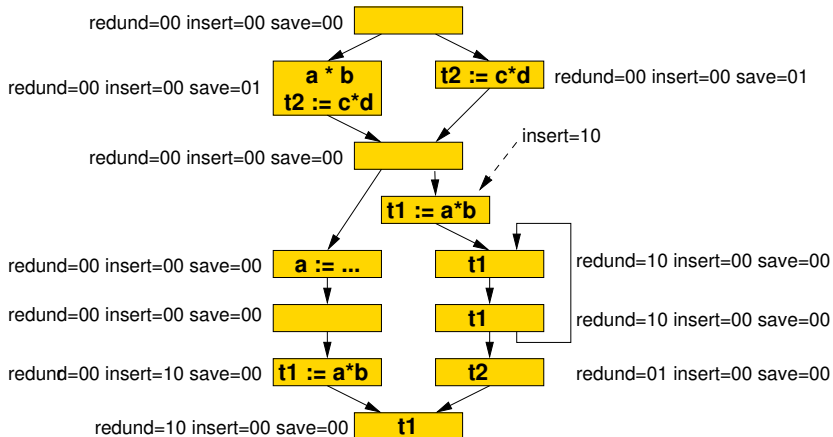 redund=00 insert=00 save=00
a * b
t2 := c*d
redund=00 insert=00 save=01
t2 := c*d
redund=00 insert=00 save=01
redund=00 insert=00 save=00
insert=10
t1 := a*b
redund=00 insert=00 save=00
a := ...
t1
redund=10 insert=00 save=00
redund=00 insert=00 save=00
t1
redund=10 insert=00 save=00
redund=00 insert=10 save=00
t1 := a*b
t2
redund=01 insert=00 save=00
redund=10 insert=00 save=00
t1